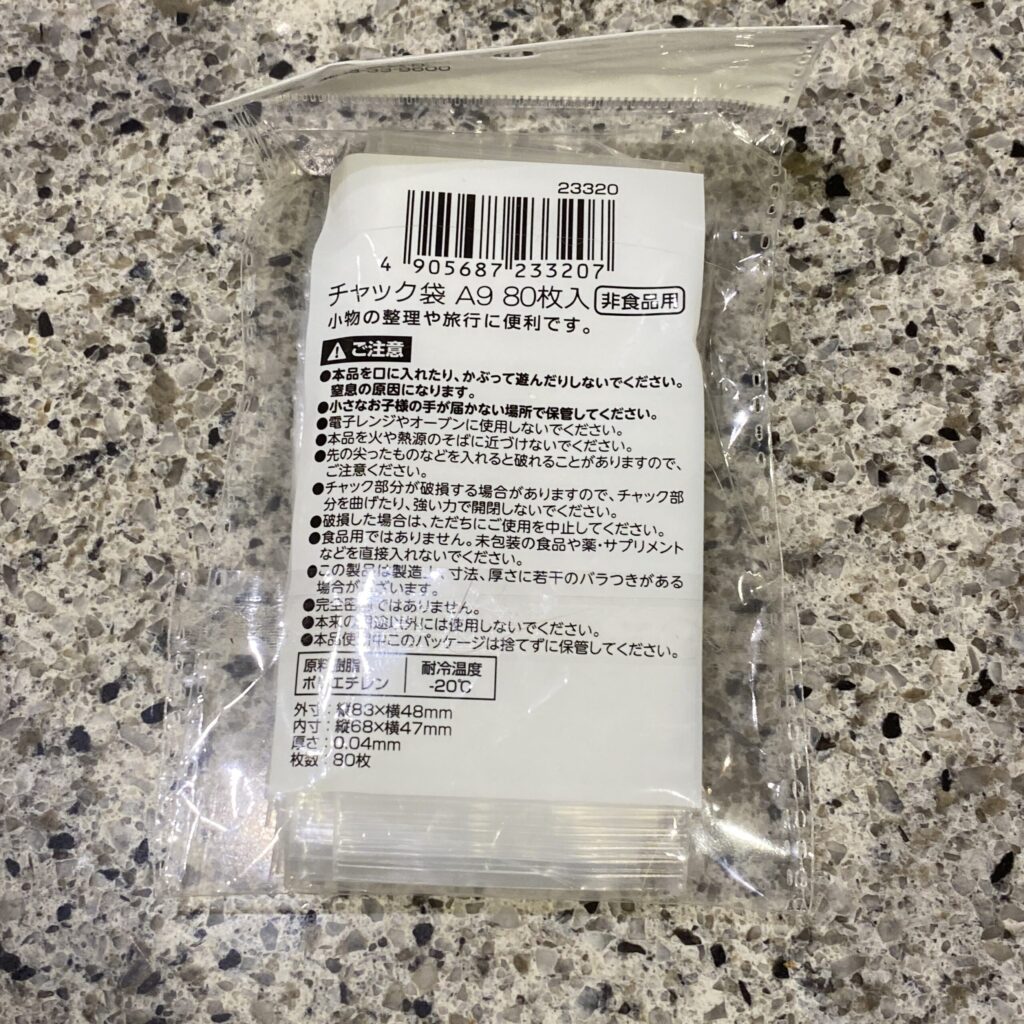 23320
4 905687 233207
チャック袋 A9 80枚入 非食品用
小物の整理や旅行に便利です。
ご注意
●本品を口に入れたり、かぶって遊んだりしないでください。
窒息の原因になります。
●小さなお子様の手が届かない場所で保管してください。
●電子レンジやオーブンに使用しないでください。
●本品を火や熱源のそばに近づけないでください。
●先の尖ったものなどを入れると破れることがありますので、
ご注意ください。
●チャック部分が破損する場合がありますので、チャック部
分を曲げたり、強い力で開閉しないでください。
●破損した場合は、ただちにご使用を中止してください。
●食品用ではありません。未包装の食品や薬・サプリメント
などを直接入れないでください。
●この製品は製造上、寸法、厚さに若干のバラつきがある
場合がございます。
●完全密封ではありません。
●本来の用途以外には使用しないでください。
●本品使用中このパッケージは捨てずに保管してください。
原料樹脂 耐冷温度
ポリエチレン -20℃
外寸:縦83×横48mm
内寸:縦68×横47mm
厚さ:0.04mm
枚数:80枚